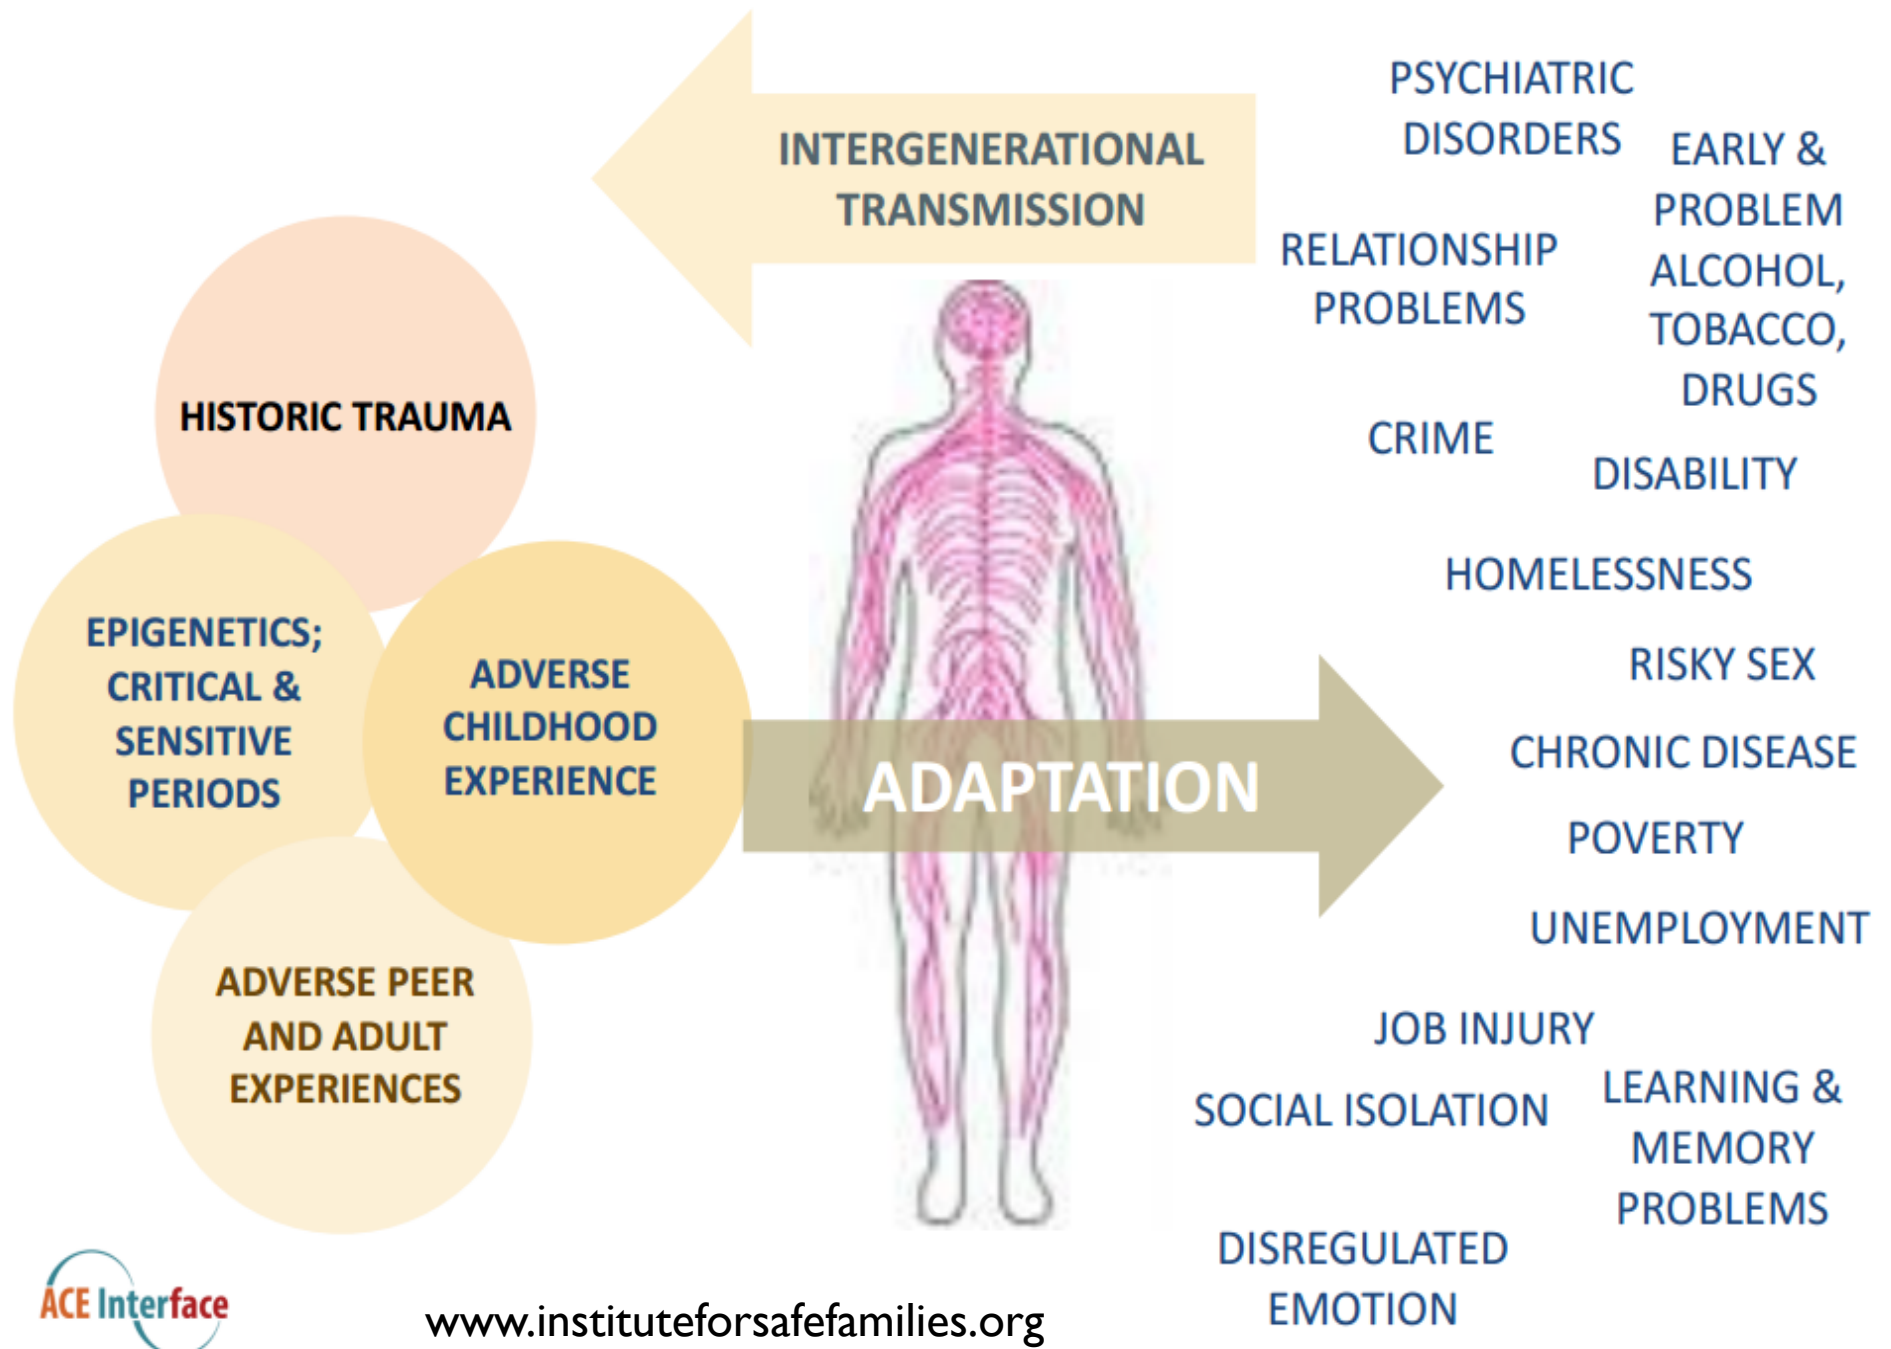 INTERGENERATIONAL
TRANSMISSION
HISTORIC TRAUMA
EPIGENETICS;
CRITICAL &
SENSITIVE
PERIODS
ADVERSE
CHILDHOOD
EXPERIENCE
ADVERSE PEER
AND ADULT
EXPERIENCES
ADAPTATION
PSYCHIATRIC
DISORDERS
EARLY &
PROBLEM
ALCOHOL,
TOBACCO,
DRUGS
RELATIONSHIP
PROBLEMS
CRIME
DISABILITY
HOMELESSNESS
RISKY SEX
CHRONIC DISEASE
POVERTY
UNEMPLOYMENT
JOB INJURY
SOCIAL ISOLATION
LEARNING &
MEMORY
PROBLEMS
DISREGULATED
EMOTION
ACE Interface
www.instituteforsafefamilies.org